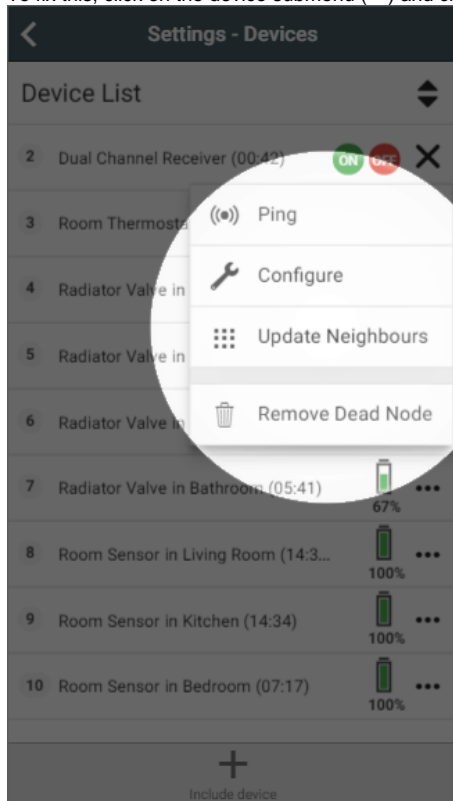 Settings - Devices
Device List
2 Dual Channel Receiver (00:42) ON OFF
Ping
3 Room Thermosta
Configure
4 Radiator Valve in
Update Neighbours
5 Radiator Valve in
Remove Dead Node
6 Radiator Valve in
7 Radiator Valve in Bathroom (05:41)
67%
8 Room Sensor in Living Room (14:3...
100%
9 Room Sensor in Kitchen (14:34)
100%
10 Room Sensor in Bedroom (07:17)
100%
Include device